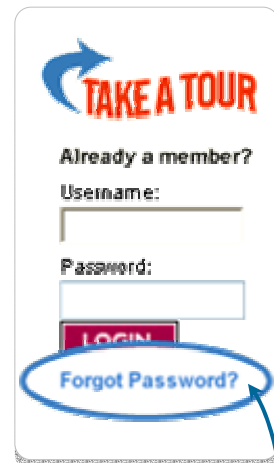 TAKE A TOUR
Already a member?
Username:
Password:
LOGIN
Forgot Password?